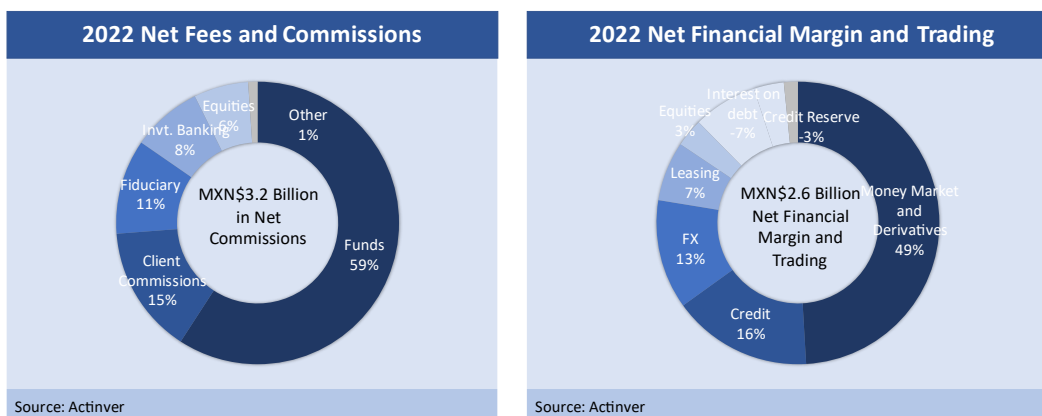 2022 Net Fees and Commissions
Equities
6%
Other
1%
Invt. Banking
8%
Fiduciary
11%
MXN$3.2 Billion
in Net
Commissions
Funds
59%
Client
Commissions
15%
Source: Actinver
2022 Net Financial Margin and Trading
Interest on
debt
-7%
Equities
3%
Credit Reserve
-3%
Leasing
7%
MXN$2.6 Billion
Net Financial
Margin and
Trading
Money Market
and
Derivatives
49%
FX
13%
Credit
16%
Source: Actinver